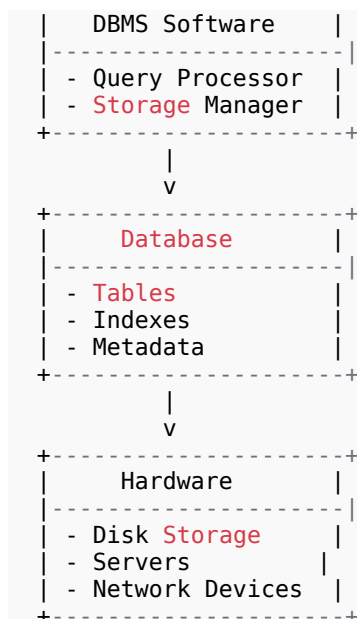 |   DBMS Software    |
|--------------------|
| - Query Processor  |
| - Storage Manager  |
+--------------------+
        |
        v
+--------------------+
|     Database       |
|--------------------|
| - Tables           |
| - Indexes          |
| - Metadata         |
+--------------------+
        |
        v
+--------------------+
|     Hardware       |
|--------------------|
| - Disk Storage     |
| - Servers         |
| - Network Devices  |
+--------------------+